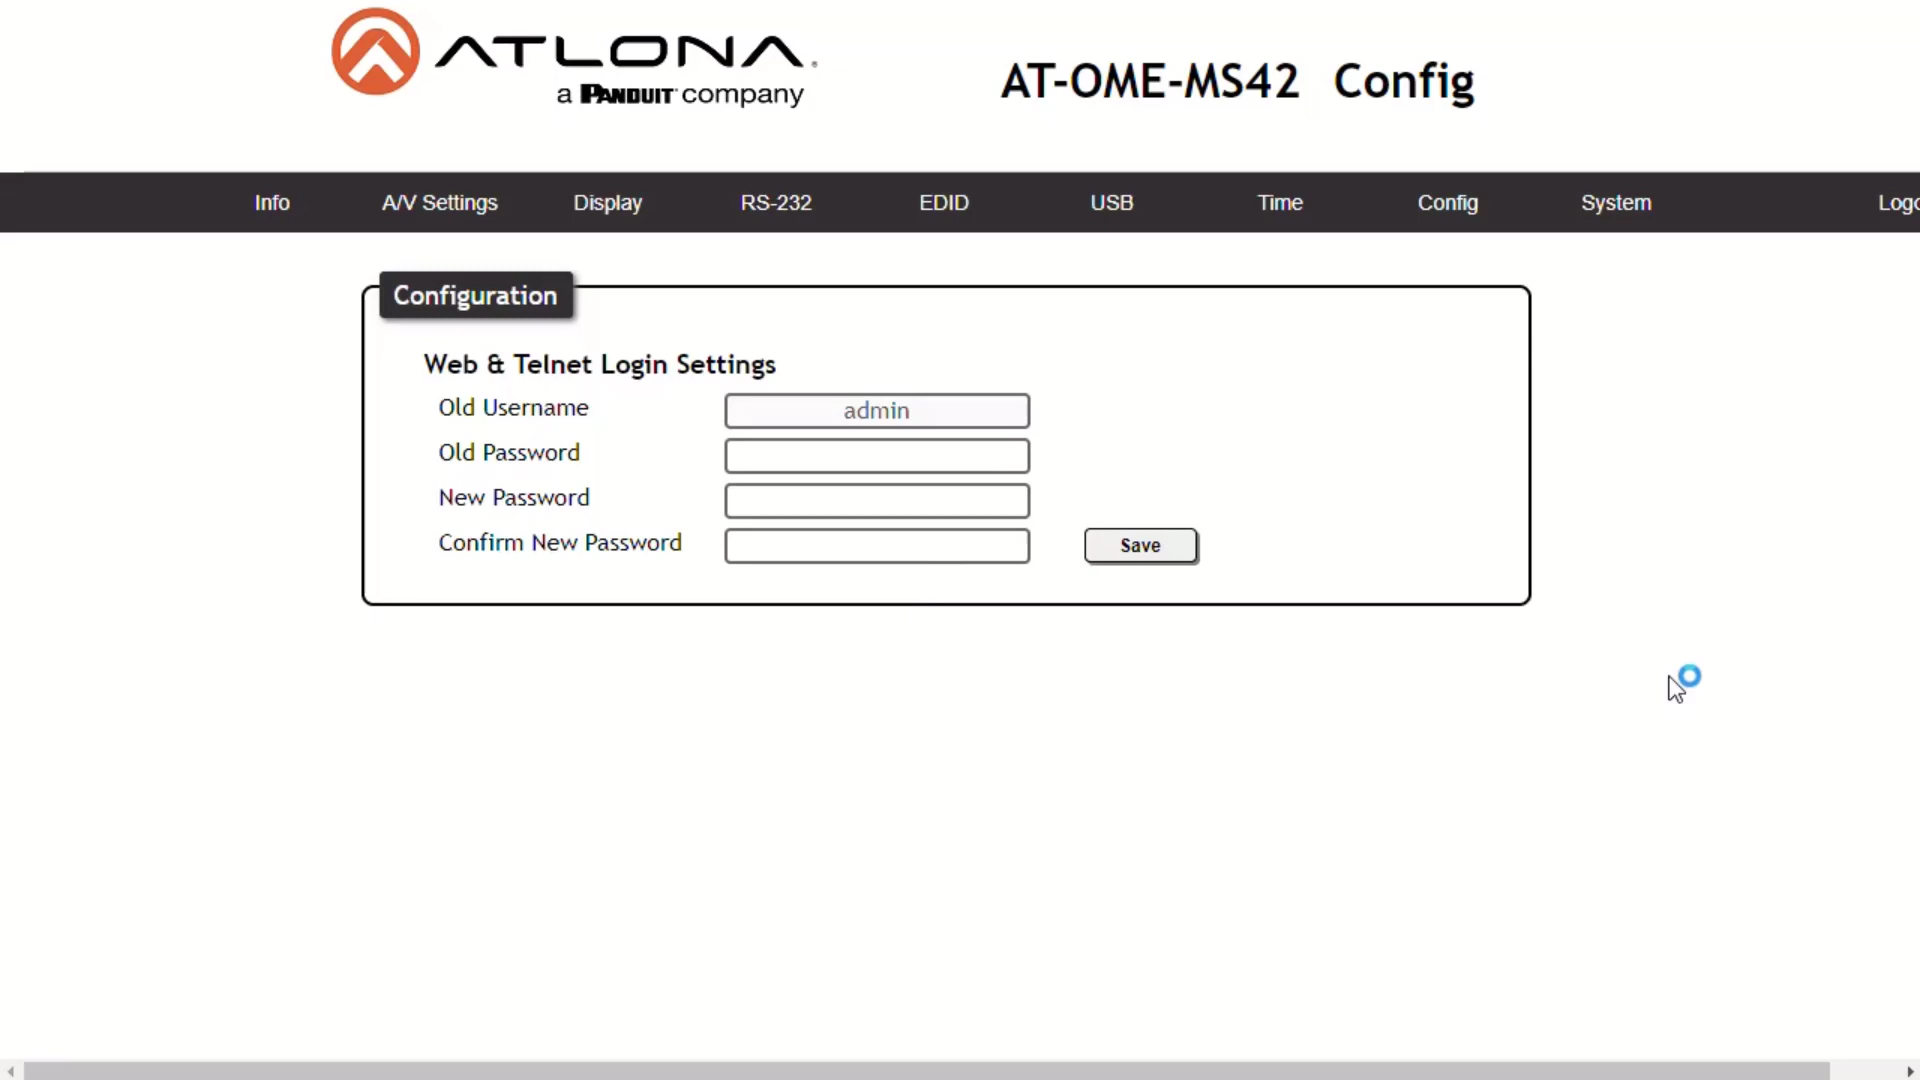 ATLONA®
a PANDUIT company
AT-OME-MS42 Config
Info A/V Settings Display RS-232 EDID USB Time Config System Logo
Configuration
Web & Telnet Login Settings
Old Username admin
Old Password
New Password
Confirm New Password Save